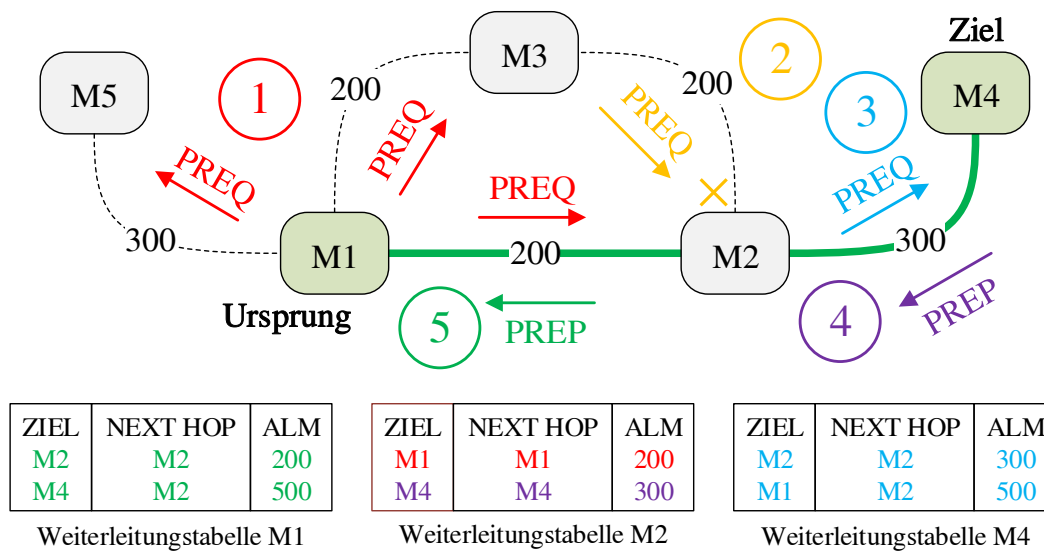 Ziel
M3
2
M5
1
200
200
3
M4
PREQ
PREQ
PREQ
PREQ
PREQ
300
M1
200
M2
300
Ursprung
5
PREP
4
PREP
ZIEL NEXT HOP ALM
M2 M2 200
M4 M2 500
Weiterleitungstabelle M1
ZIEL NEXT HOP ALM
M1 M1 200
M4 M4 300
Weiterleitungstabelle M2
ZIEL NEXT HOP ALM
M2 M2 300
M1 M2 500
Weiterleitungstabelle M4